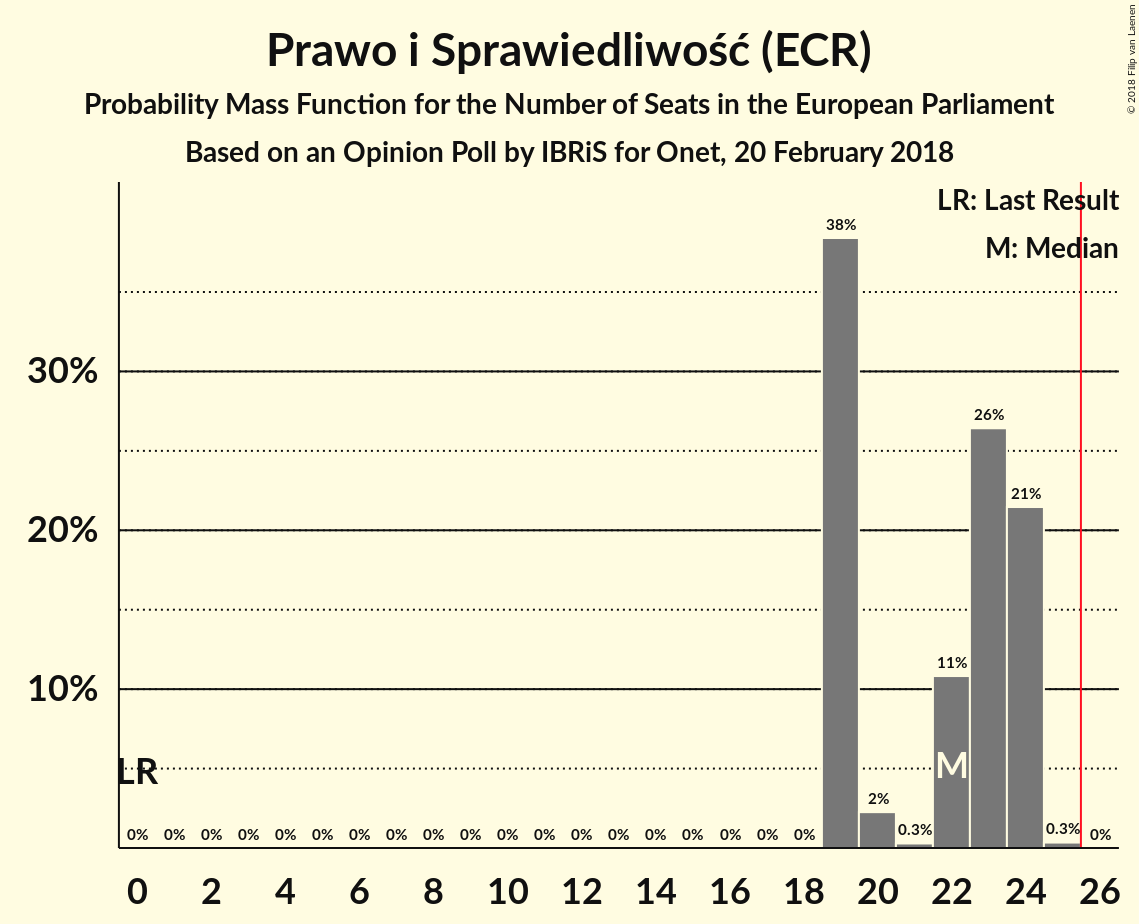 Prawo i Sprawiedliwość (ECR)
Probability Mass Function for the Number of Seats in the European Parliament
Based on an Opinion Poll by IBRiS for Onet, 20 February 2018
© 2018 Filip van Laenen
LR: Last Result
M: Median
38%
30%
26%
21%
20%
11%
10%
LR
M
0% 0% 0% 0% 0% 0% 0% 0% 0% 0% 0% 0% 0% 0% 0% 0% 0% 0% 0% 2% 0.3% 0.3% 0%
0 2 4 6 8 10 12 14 16 18 20 22 24 26